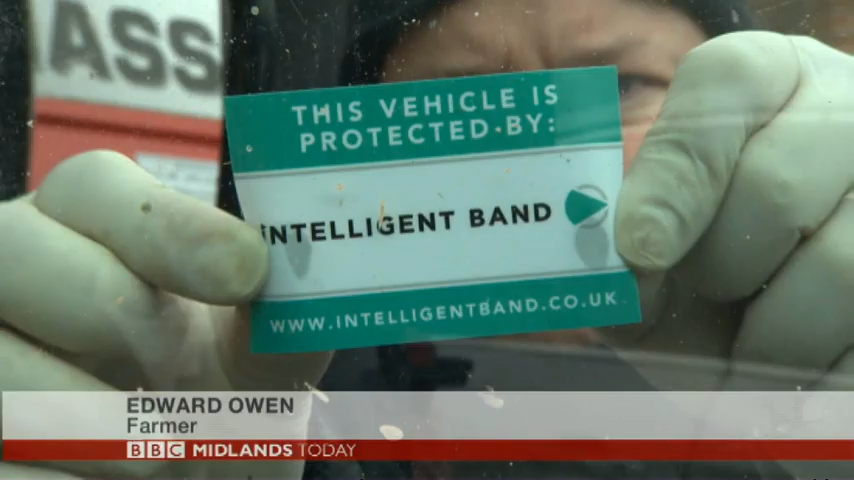 ASS
THIS VEHICLE IS
PROTECTED BY:
INTELLIGENT BAND
WWW.INTELLIGENTBAND.CO.UK
EDWARD OWEN
Farmer
BBC MIDLANDS TODAY